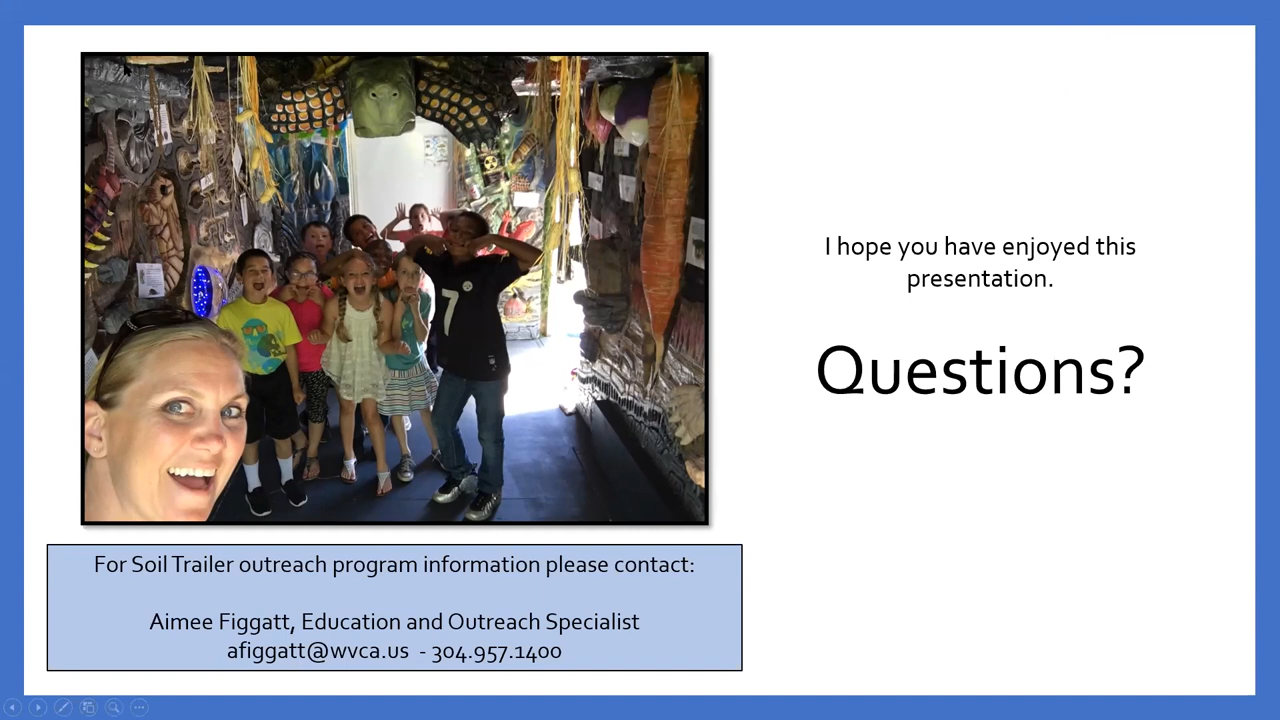 I hope you have enjoyed this
presentation.
Questions?
7
For Soil Trailer outreach program information please contact:
Aimee Figgatt, Education and Outreach Specialist
afiggatt@wvca.us - 304.957.1400